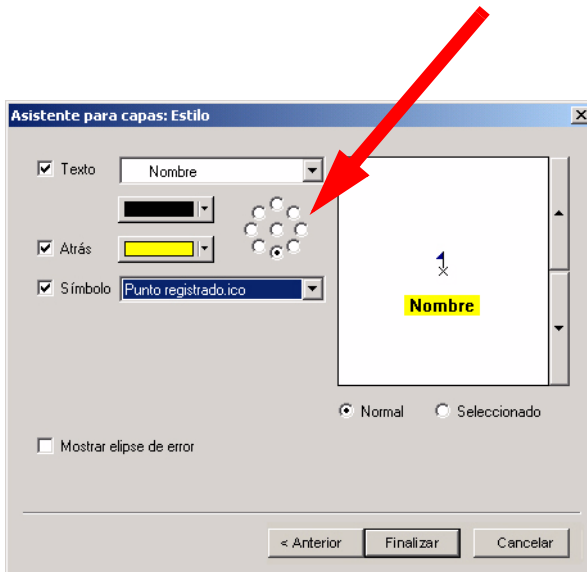 Asistente para capas: Estilo
Texto
Nombre
Atrás
Símbolo
Punto registrado.ico
Nombre
Normal
Seleccionado
Mostrar elipse de error
< Anterior
Finalizar
Cancelar